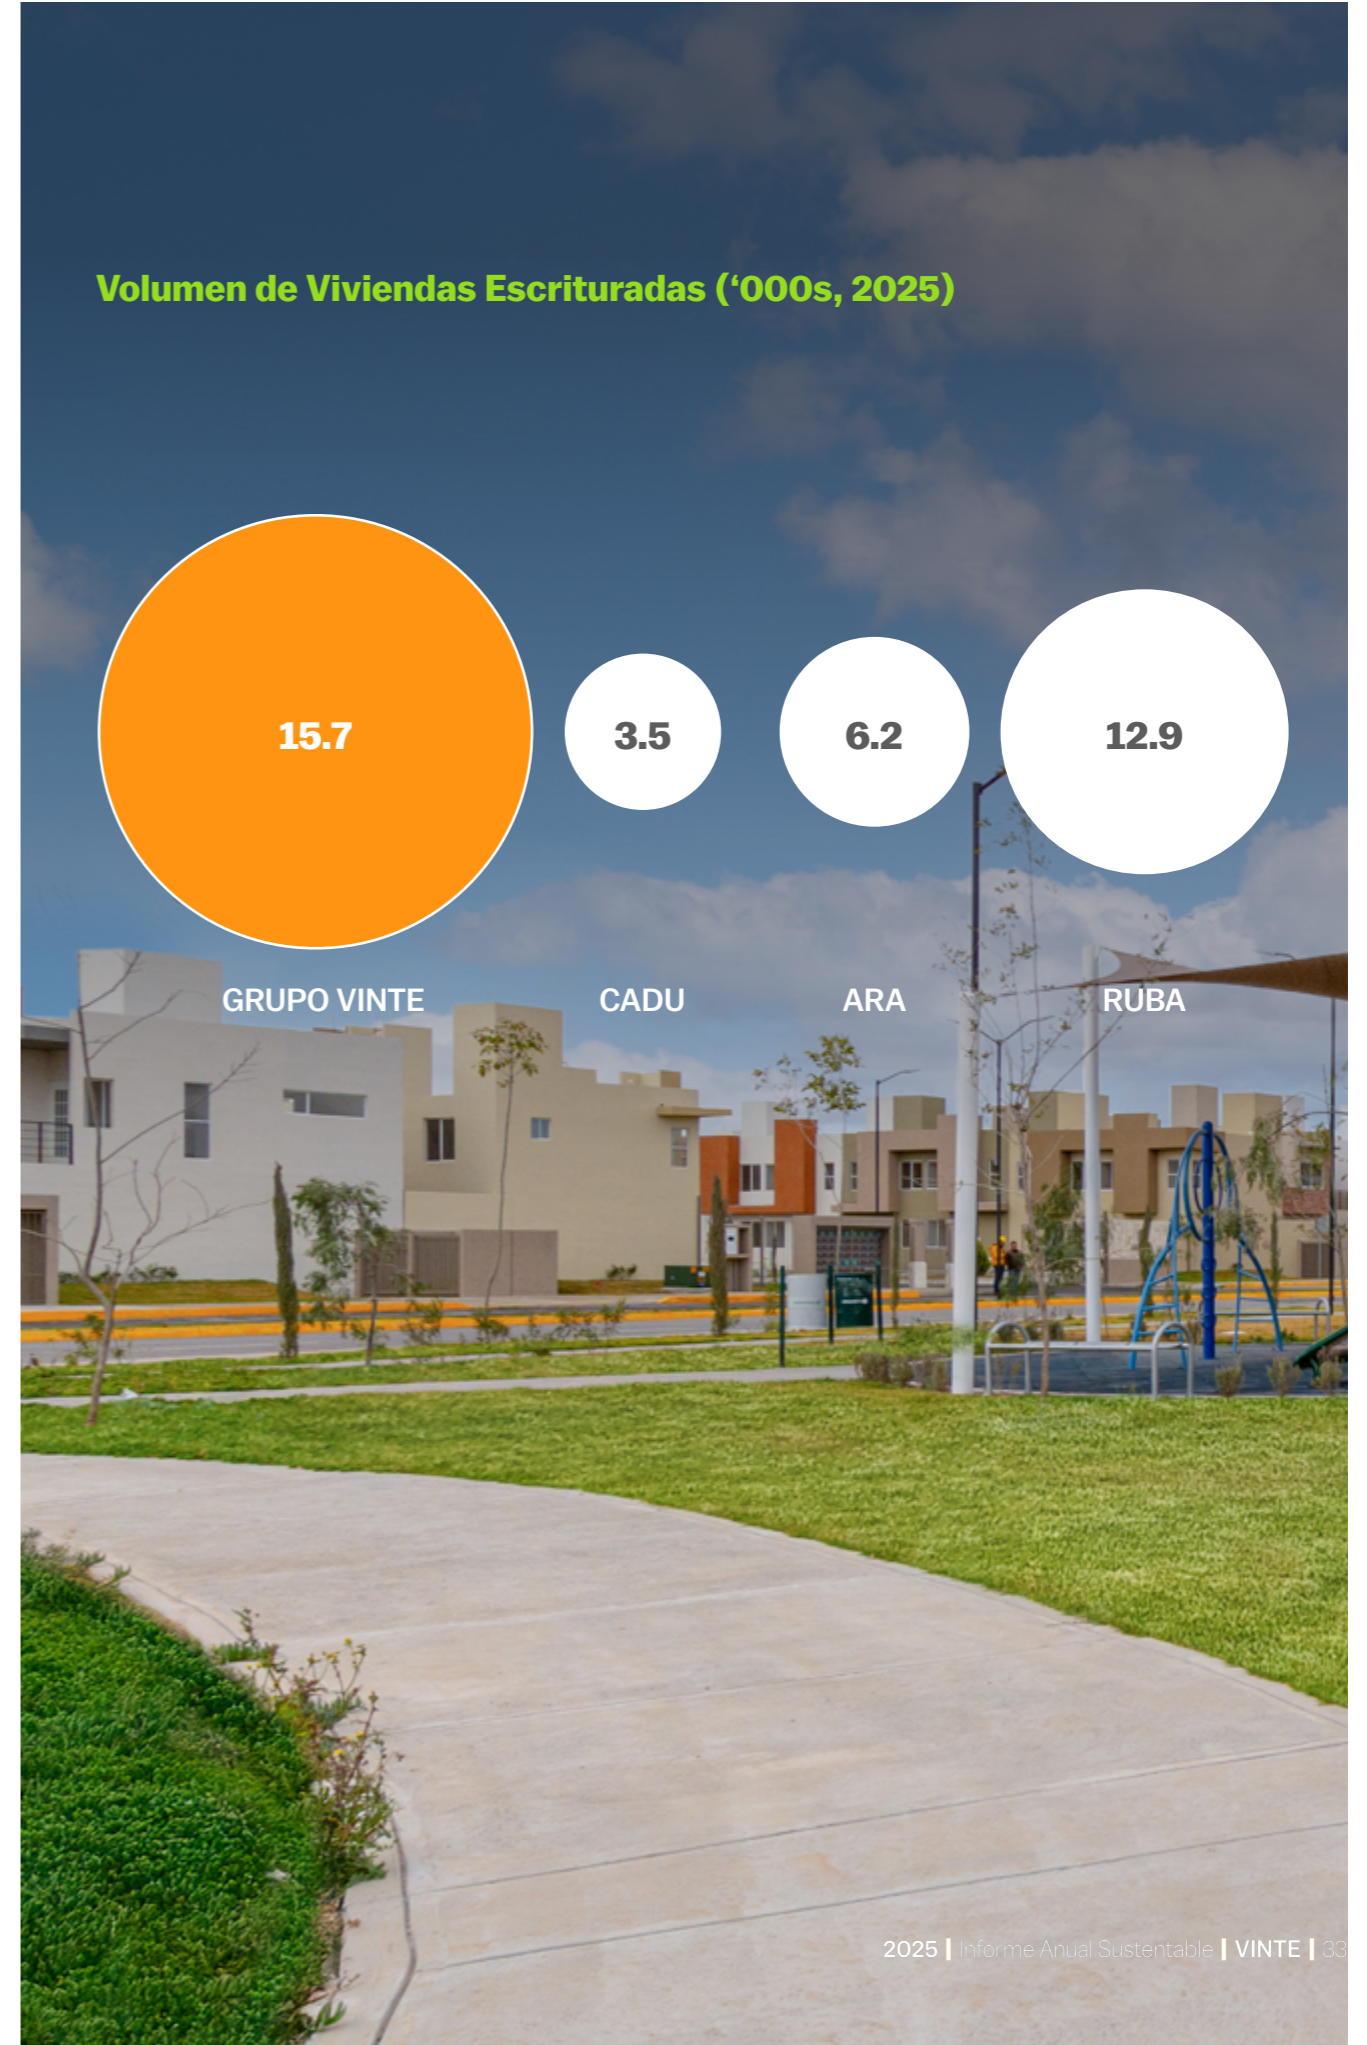 Volumen de Viviendas Escrituradas (‘000s, 2025)
15.7
3.5
6.2
12.9
GRUPO VINTE
CADU
ARA
RUBA
2025 | Informe Anual Sustentable | VINTE | 33